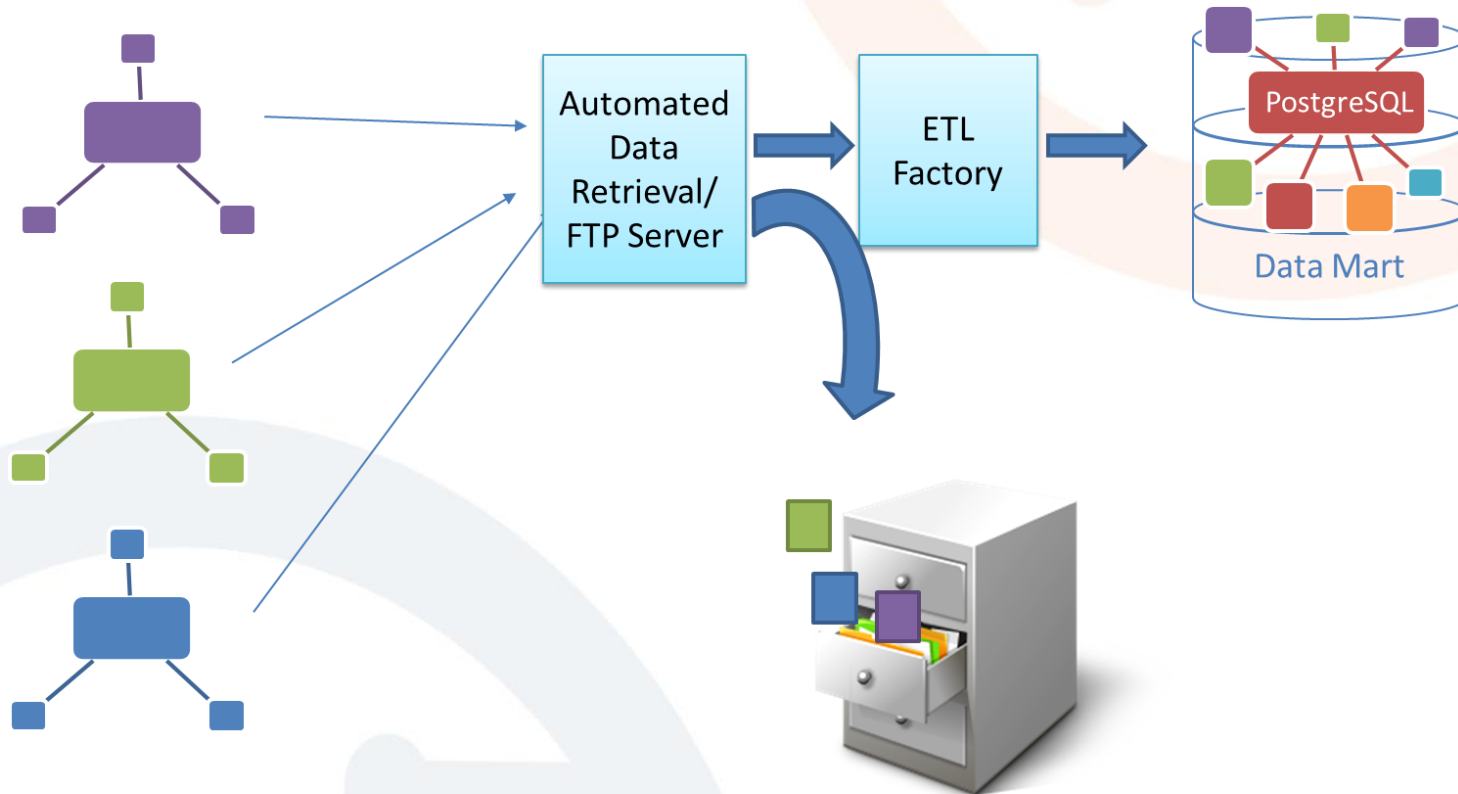 Automated
Data
Retrieval/
FTP Server
ETL
Factory
PostgreSQL
Data Mart